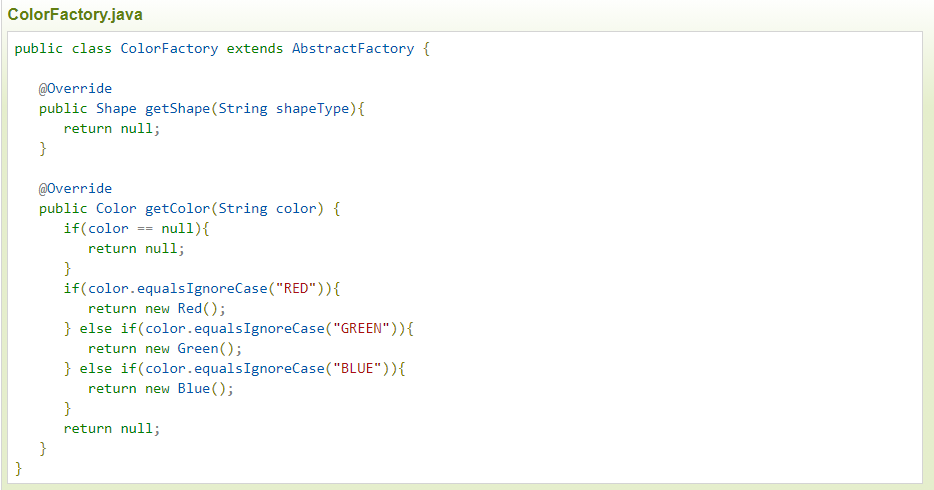 ColorFactory.java
public class ColorFactory extends AbstractFactory {
@Override
public Shape getShape(String shapeType){
return null;
}
@Override
public Color getColor(String color) {
if(color == null){
return null;
}
if(color.equalsIgnoreCase("RED")){
return new Red();
} else if(color.equalsIgnoreCase("GREEN")){
return new Green();
} else if(color.equalsIgnoreCase("BLUE")){
return new Blue();
}
return null;
}
}